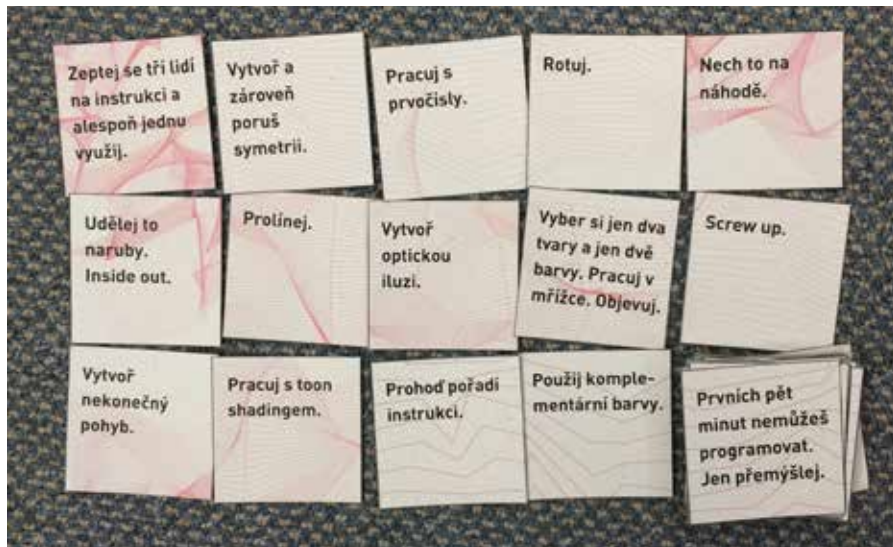 Zeptej se tří lidí
na instrukci a
alespoň jednu
využij.
Vytvoř a
zároveň
poruš
symetrii.
Pracuj s
prvočísly.
Rotuj.
Nech to na
náhodě.
Udělej to
naruby.
Inside out.
Prolínej.
Vytvoř
optickou
iluzi.
Vyber si jen dva
tvary a jen dvě
barvy. Pracuj v
mřížce. Objevuj.
Screw up.
Vytvoř
nekonečný
pohyb.
Pracuj s toon
shadingem.
Prohoď pořadí
instrukcí.
Použij komple-
mentární barvy.
Prvních pět
minut nemůžeš
programovat.
Jen přemýšlej.